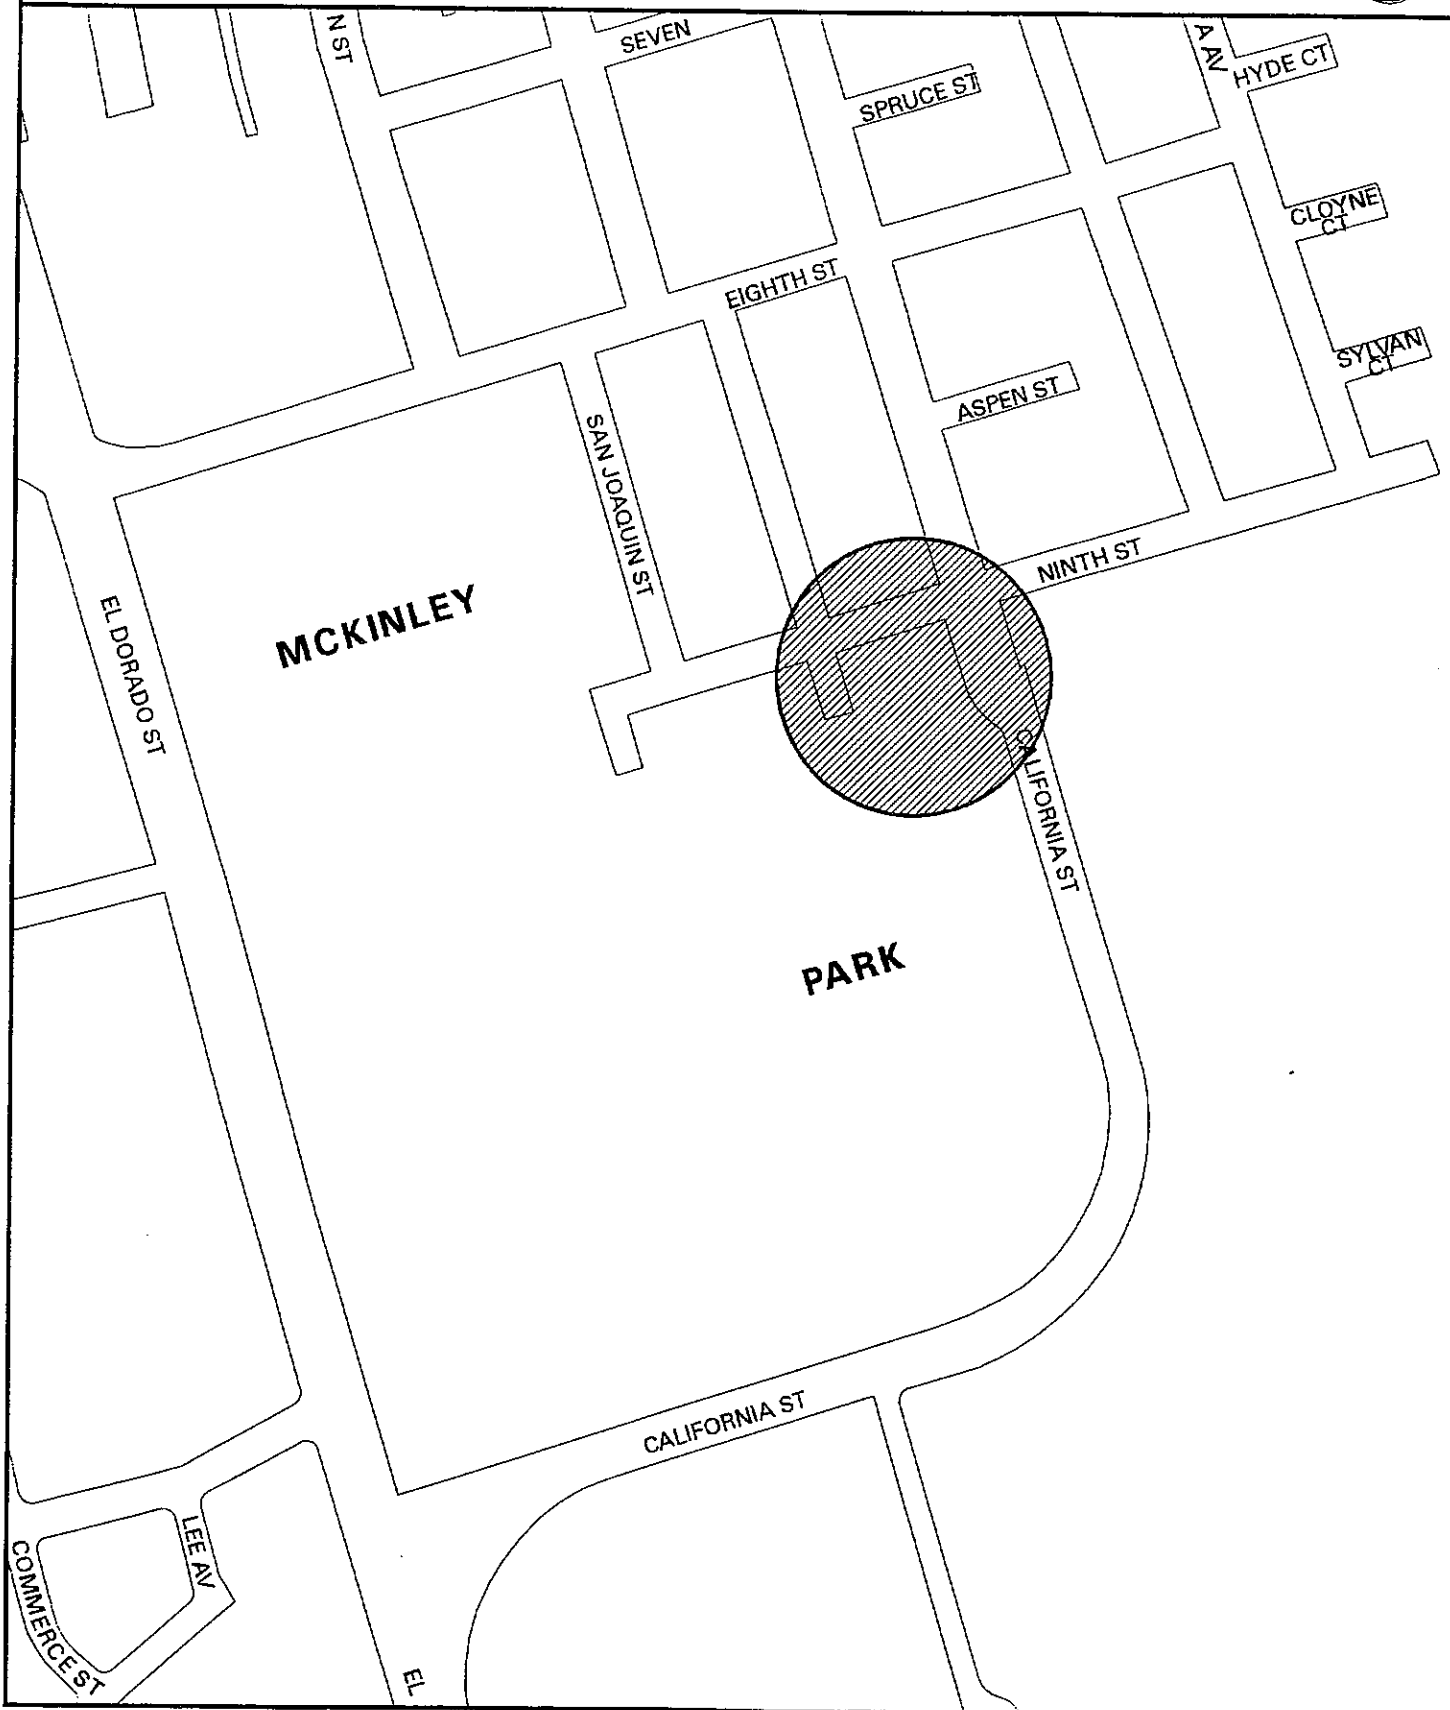 N ST
SEVEN
A AV
HYDE CT
SPRUCE ST
CLOYNE
CT
EIGHTH ST
SYLVAN
CT
ASPEN ST
SAN JOAQUIN ST
NINTH ST
EL DORADO ST
MCKINLEY
CALIFORNIA ST
PARK
CALIFORNIA ST
LEE AV
COMMERCE ST
EL